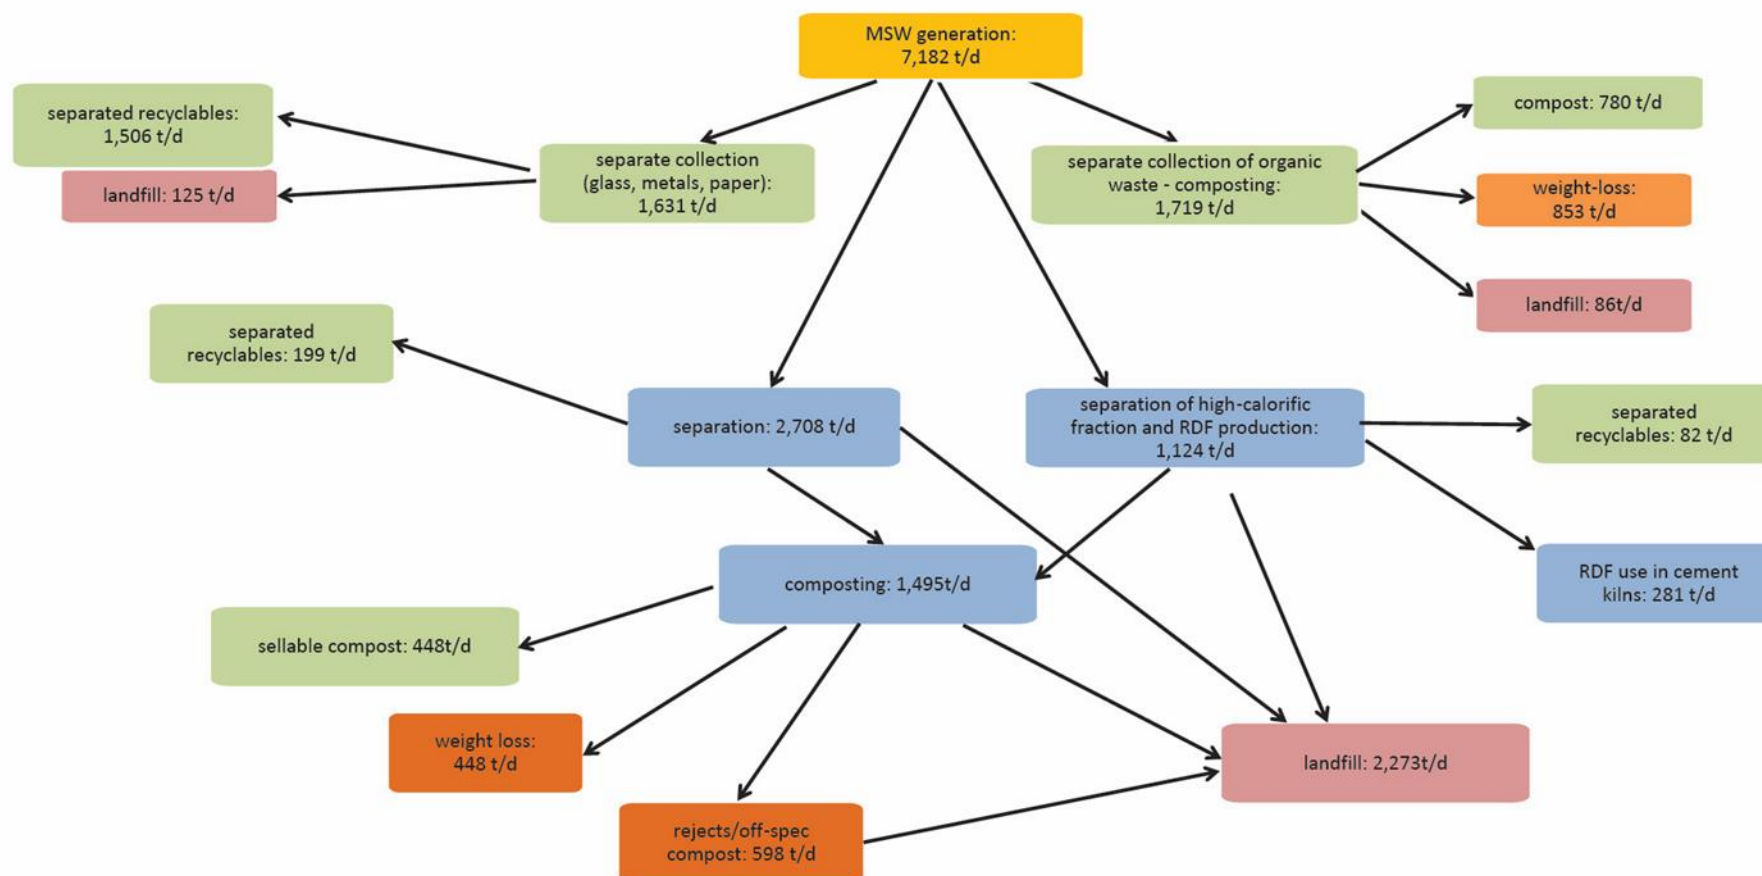 MSW generation:
7,182 t/d
separated recyclables:
1,506 t/d
landfill: 125 t/d
separate collection
(glass, metals, paper):
1,631 t/d
separate collection of organic
waste - composting:
1,719 t/d
compost: 780 t/d
weight-loss:
853 t/d
landfill: 86t/d
separated
recyclables: 199 t/d
separation: 2,708 t/d
separation of high-calorific
fraction and RDF production:
1,124 t/d
separated
recyclables: 82 t/d
composting: 1,495t/d
RDF use in cement
kilns: 281 t/d
sellable compost: 448t/d
weight loss:
448 t/d
landfill: 2,273t/d
rejects/off-spec
compost: 598 t/d